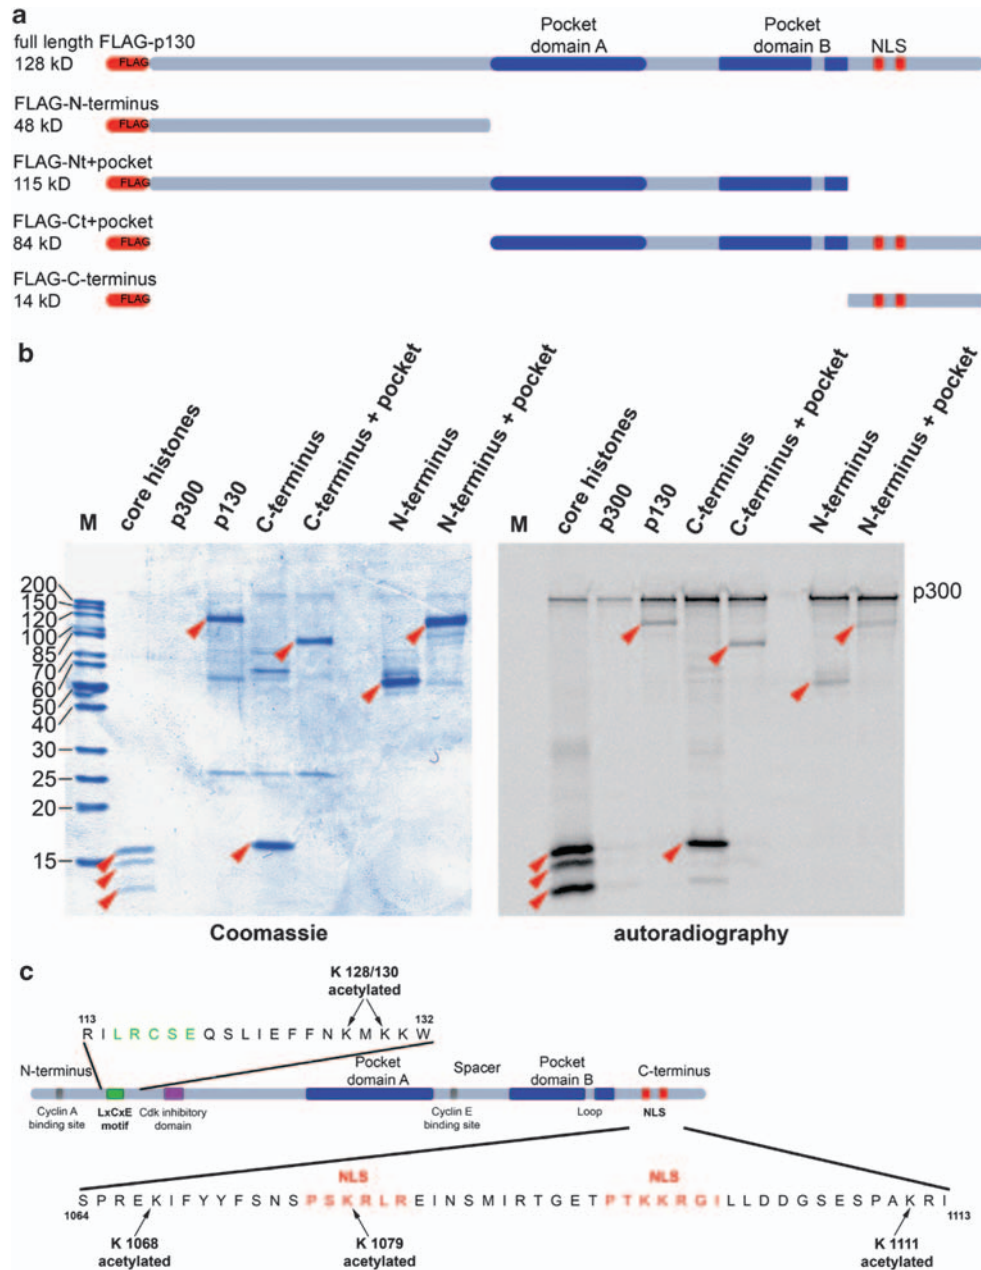 a
full length FLAG-p130
128 kD
FLAG
Pocket domain A
Pocket domain B
NLS
FLAG-N-terminus
48 kD
FLAG
FLAG-Nt+pocket
115 kD
FLAG
FLAG-Ct+pocket
84 kD
FLAG
FLAG-C-terminus
14 kD
FLAG
b
M
core histones
p300
p130
C-terminus
C-terminus + pocket
N-terminus
N-terminus + pocket
M
core histones
p300
p130
C-terminus
C-terminus + pocket
N-terminus
N-terminus + pocket
200
150
120
100
85
70
60
50
40
30
25
20
15
p300
Coomassie
autoradiography
c
K 128/130
acetylated
113
132
R I L R C S E Q S L I E F F N K M K K W
N-terminus
Pocket
domain A
Spacer
Pocket
domain B
C-terminus
Cyclin A
binding site
LxCxE
motif
Cdk inhibitory
domain
Cyclin E
binding site
Loop
NLS
NLS
NLS
S P R E K I F Y Y F S N S P S K R L R E I N S M I R T G E T P T K K R G I L L D D G S E S P A K R I
1064
1113
K 1068
acetylated
K 1079
acetylated
K 1111
acetylated